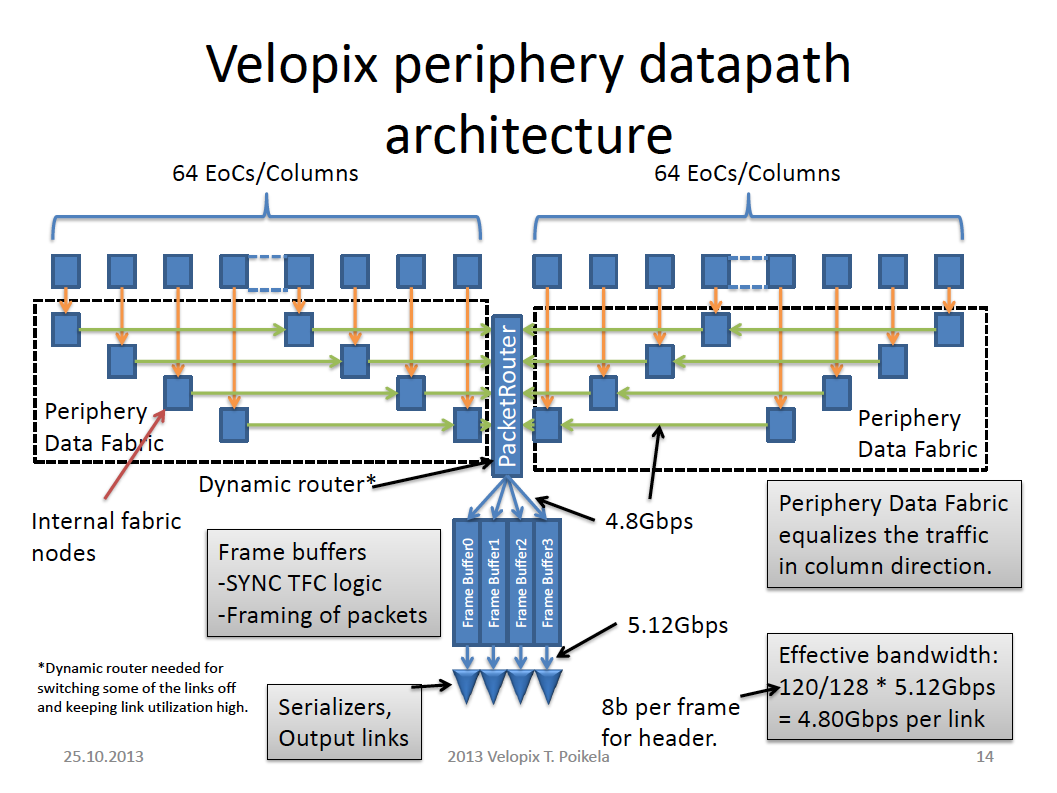 Velopix periphery datapath
architecture
64 EoCs/Columns
64 EoCs/Columns
PacketRouter
Periphery
Data Fabric
Periphery
Data Fabric
Dynamic router*
Internal fabric
nodes
4.8Gbps
Periphery Data Fabric
equalizes the traffic
in column direction.
Frame buffers
-SYNC TFC logic
-Framing of packets
Frame Buffer0
Frame Buffer1
Frame Buffer2
Frame Buffer3
5.12Gbps
*Dynamic router needed for
switching some of the links off
and keeping link utilization high.
Serializers,
Output links
8b per frame
for header.
Effective bandwidth:
120/128 * 5.12Gbps
= 4.80Gbps per link
25.10.2013
2013 Velopix T. Poikela
14